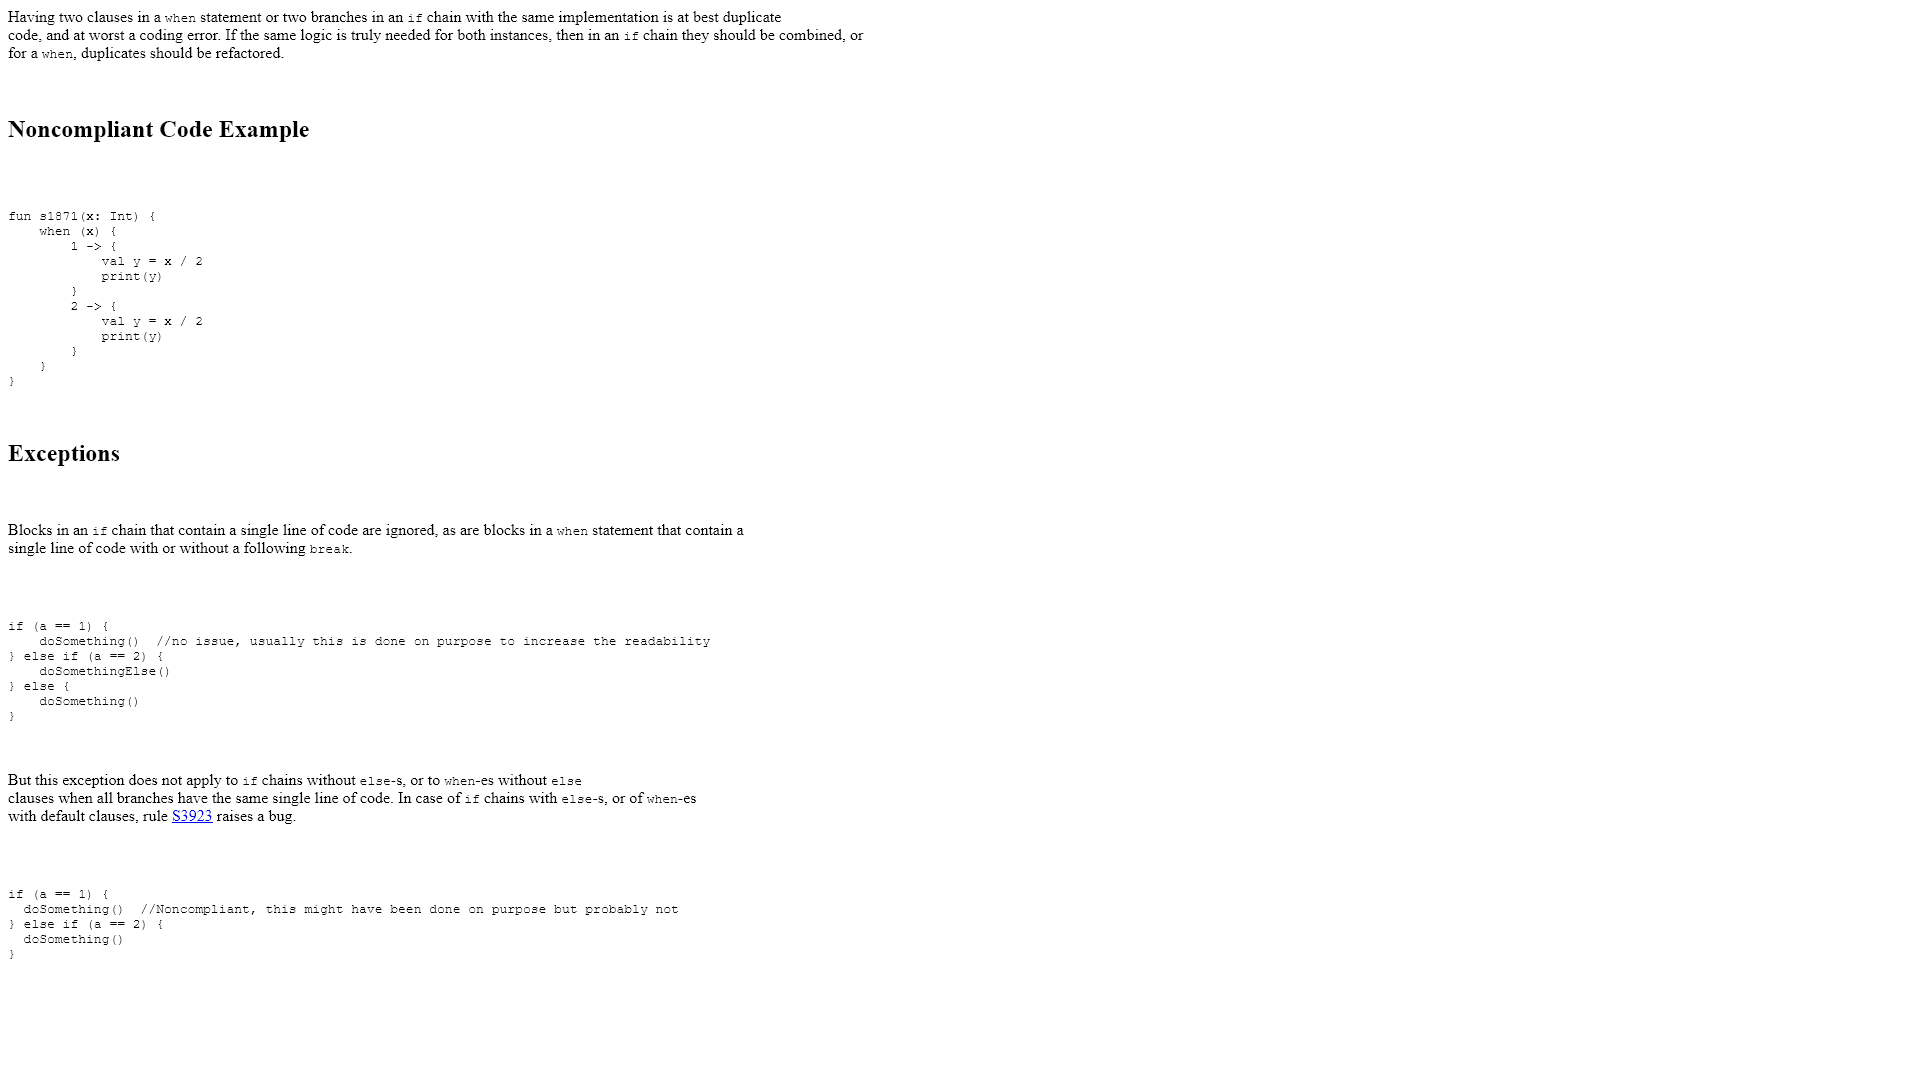 Having two clauses in a when statement or two branches in an if chain with the same implementation is at best duplicate
code, and at worst a coding error. If the same logic is truly needed for both instances, then in an if chain they should be combined, or
for a when, duplicates should be refactored.
Noncompliant Code Example
fun s1871(x: Int) {
    when (x) {
        1 -> {
            val y = x / 2
            print(y)
        }
        2 -> {
            val y = x / 2
            print(y)
        }
    }
}
Exceptions
Blocks in an if chain that contain a single line of code are ignored, as are blocks in a when statement that contain a
single line of code with or without a following break.
if (a == 1) {
    doSomething()  //no issue, usually this is done on purpose to increase the readability
} else if (a == 2) {
    doSomethingElse()
} else {
    doSomething()
}
But this exception does not apply to if chains without else-s, or to when-es without else
clauses when all branches have the same single line of code. In case of if chains with else-s, or of when-es
with default clauses, rule S3923 raises a bug.
if (a == 1) {
  doSomething()  //Noncompliant, this might have been done on purpose but probably not
} else if (a == 2) {
  doSomething()
}